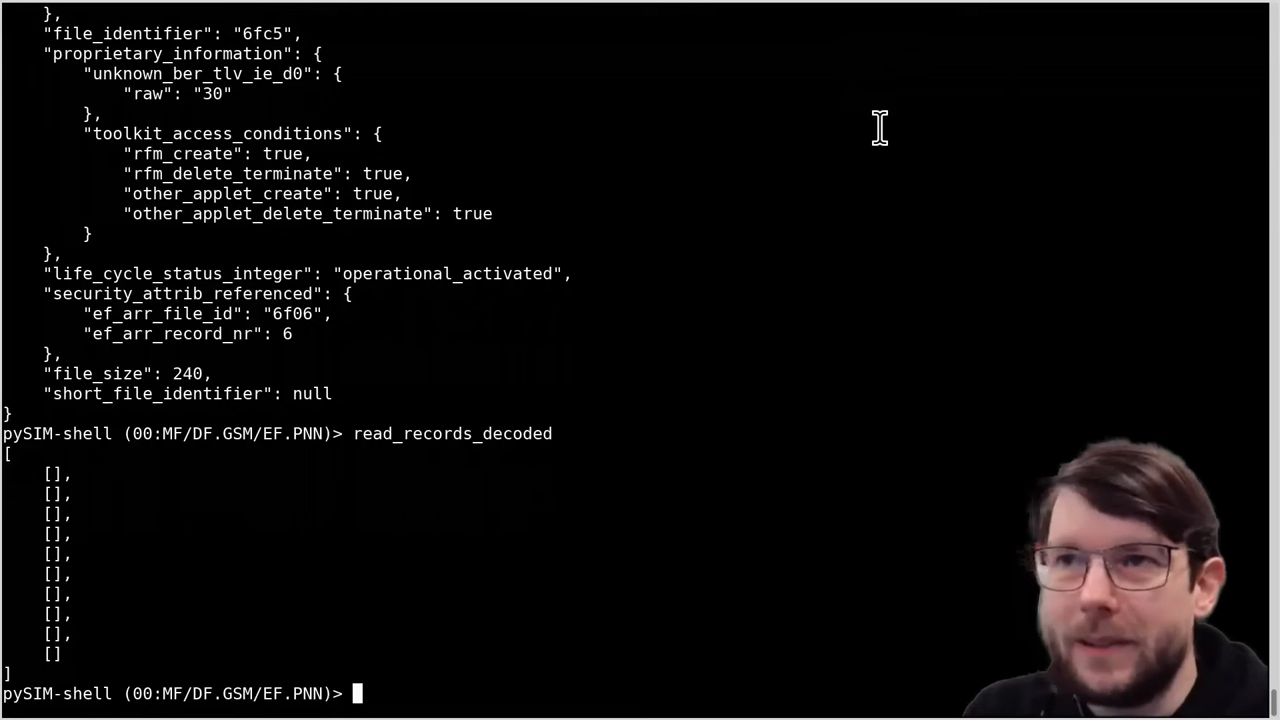 },
    "file_identifier": "6fc5",
    "proprietary_information": {
        "unknown_ber_tlv_ie_d0": {
            "raw": "30"
        },
        "toolkit_access_conditions": {
            "rfm_create": true,
            "rfm_delete_terminate": true,
            "other_applet_create": true,
            "other_applet_delete_terminate": true
        }
    },
    "life_cycle_status_integer": "operational_activated",
    "security_attrib_referenced": {
        "ef_arr_file_id": "6f06",
        "ef_arr_record_nr": 6
    },
    "file_size": 240,
    "short_file_identifier": null
}
pySIM-shell (00:MF/DF.GSM/EF.PNN)> read_records_decoded
[
    [],
    [],
    [],
    [],
    [],
    [],
    [],
    [],
    [],
    []
]
pySIM-shell (00:MF/DF.GSM/EF.PNN)>